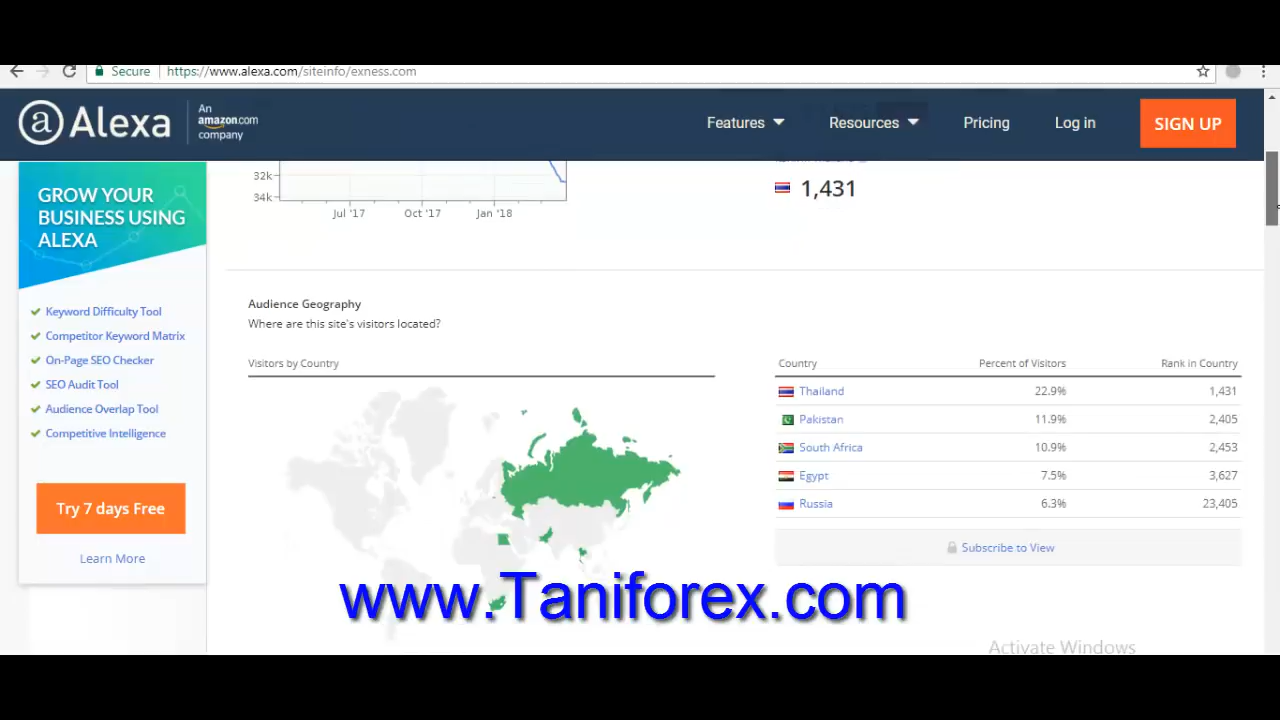 Secure https://www.alexa.com/siteinfo/exness.com
a Alexa
An
amazon.com
company
Features
Resources
Pricing
Log in
SIGN UP
GROW YOUR
BUSINESS USING
ALEXA
Keyword Difficulty Tool
Competitor Keyword Matrix
On-Page SEO Checker
SEO Audit Tool
Audience Overlap Tool
Competitive Intelligence
Try 7 days Free
Learn More
32k
34k
Jul '17 Oct '17 Jan '18
1,431
Audience Geography
Where are this site's visitors located?
Visitors by Country
Country Percent of Visitors Rank in Country
Thailand 22.9% 1,431
Pakistan 11.9% 2,405
South Africa 10.9% 2,453
Egypt 7.5% 3,627
Russia 6.3% 23,405
Subscribe to View
www.Taniforex.com
Activate Windows